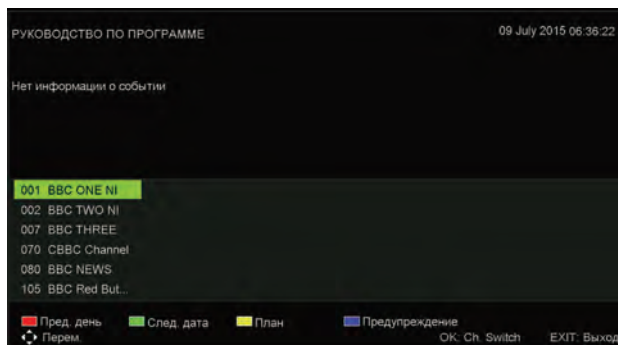 РУКОВОДСТВО ПО ПРОГРАММЕ
09 July 2015 06:36:22
Нет информации о событии
001 BBC ONE NI
002 BBC TWO NI
007 BBC THREE
070 CBBC Channel
080 BBC NEWS
105 BBC Red But...
Пред. день След. дата План Предупреждение
Перем. OK: Ch. Switch EXIT: Выход